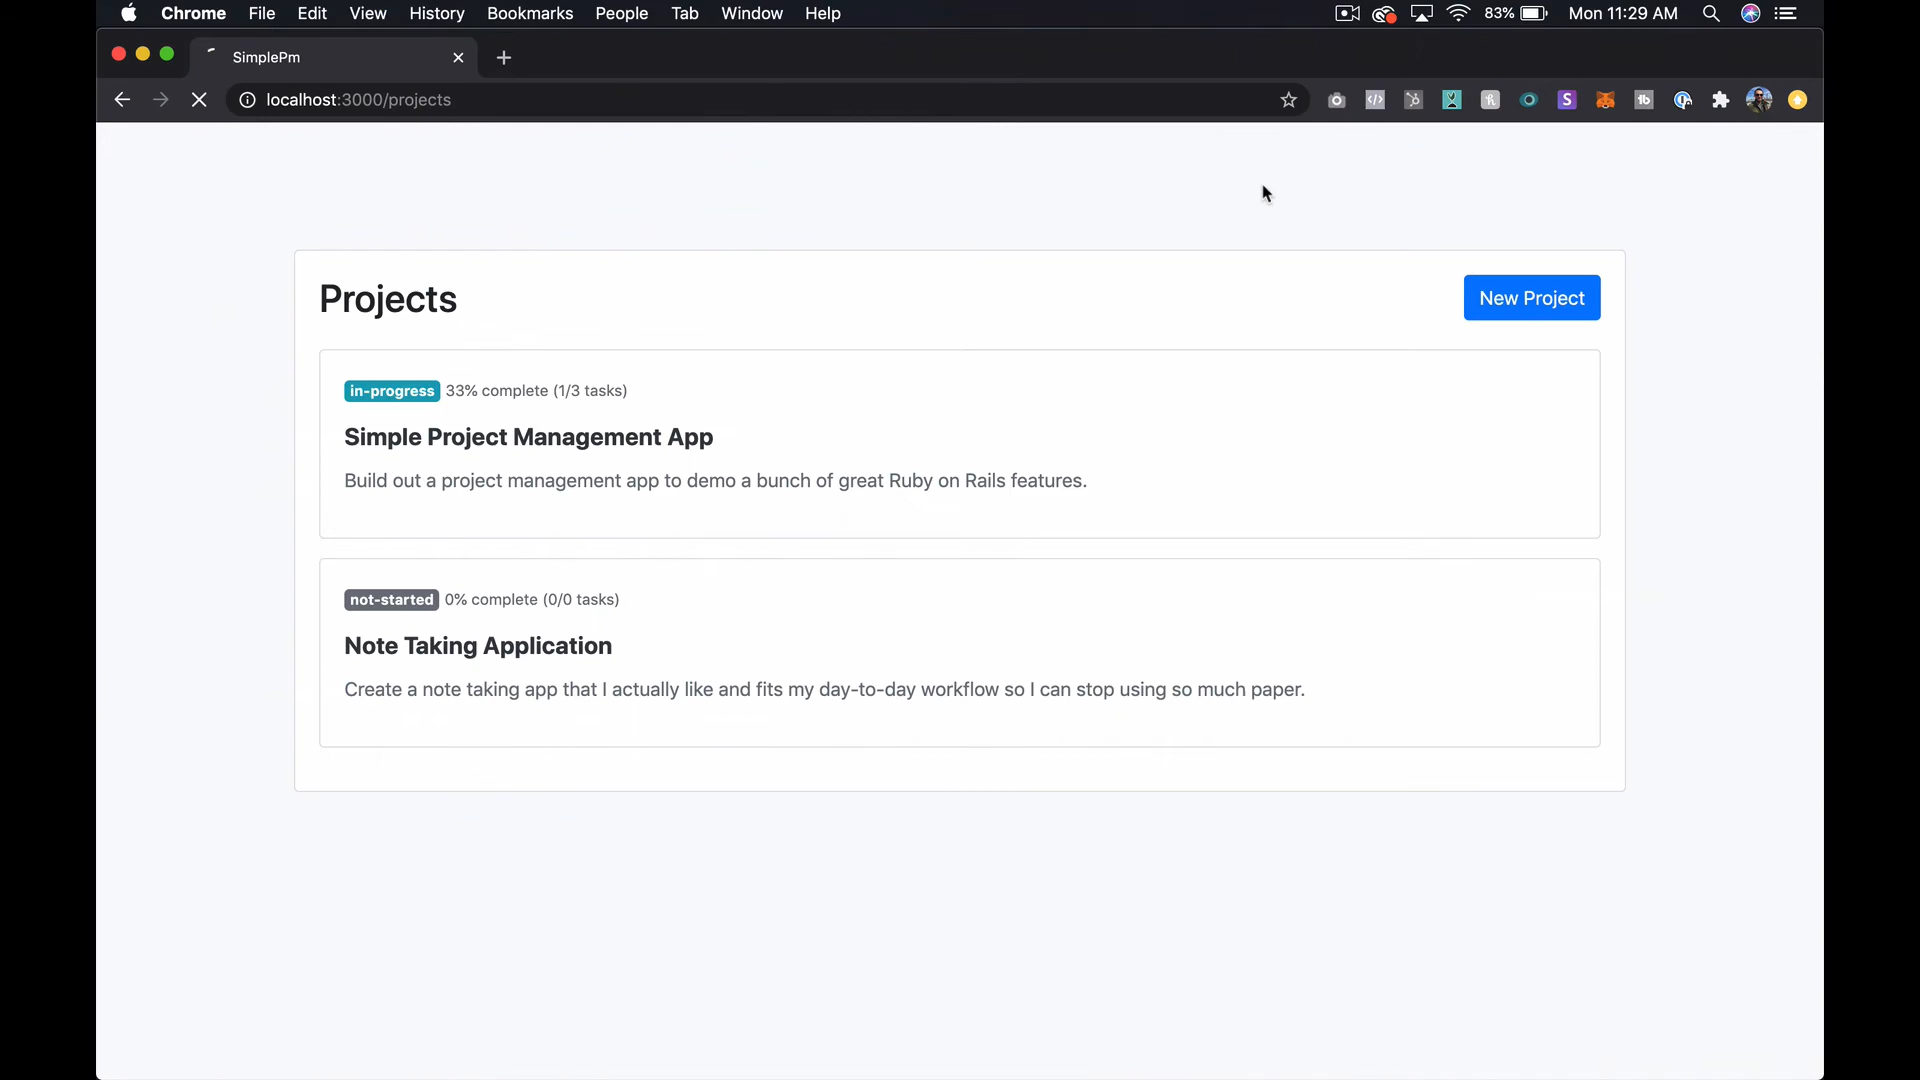 Chrome File Edit View History Bookmarks People Tab Window Help 83% Mon 11:29 AM
SimplePm
localhost:3000/projects
Projects
New Project
in-progress 33% complete (1/3 tasks)
Simple Project Management App
Build out a project management app to demo a bunch of great Ruby on Rails features.
not-started 0% complete (0/0 tasks)
Note Taking Application
Create a note taking app that I actually like and fits my day-to-day workflow so I can stop using so much paper.